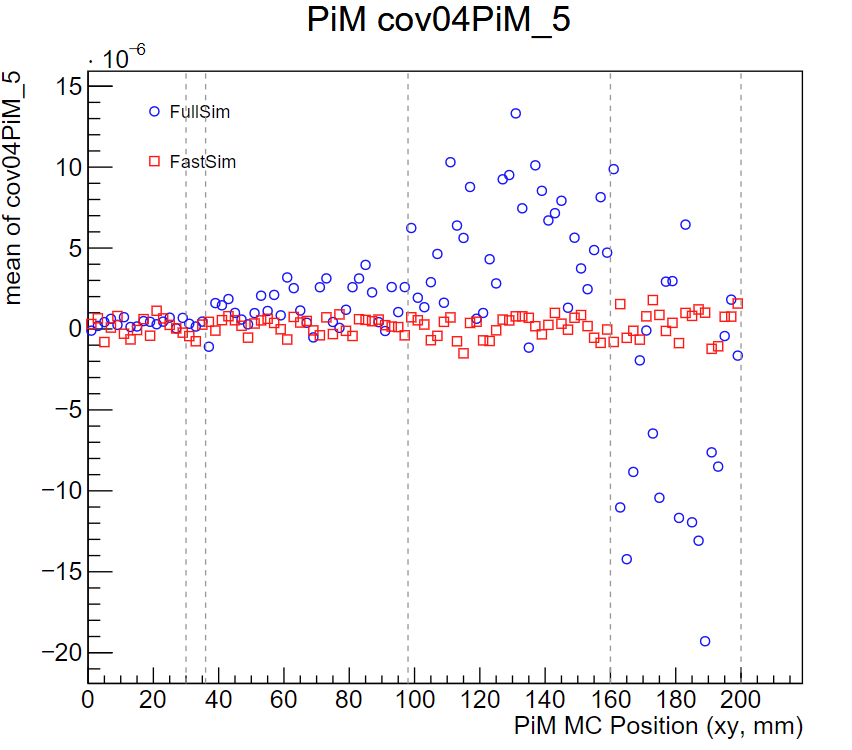 PiM cov04PiM_5
· 10⁻⁶
mean of cov04PiM_5
15
10
5
0
−5
−10
−15
−20
FullSim
FastSim
0 20 40 60 80 100 120 140 160 180 200
PiM MC Position (xy, mm)